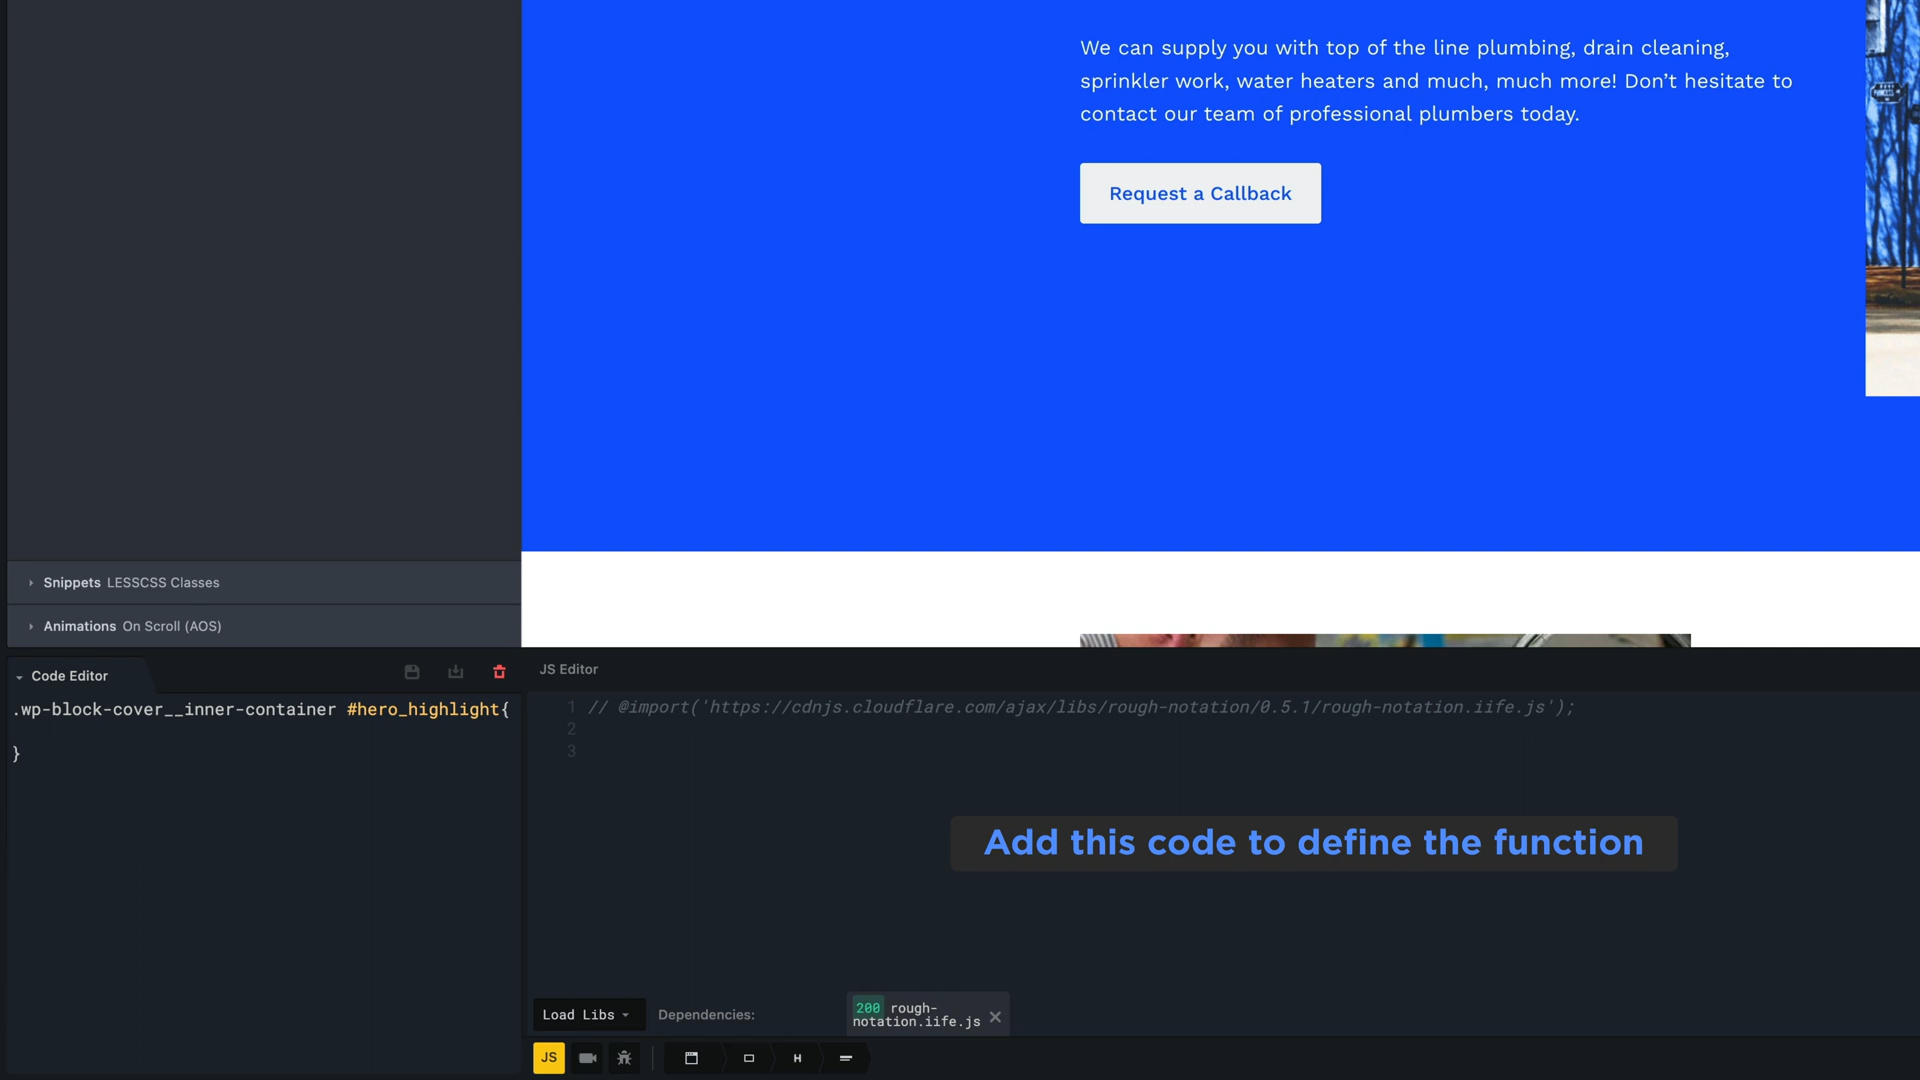 We can supply you with top of the line plumbing, drain cleaning,
sprinkler work, water heaters and much, much more! Don’t hesitate to
contact our team of professional plumbers today.
Request a Callback
Snippets LESSCSS Classes
Animations On Scroll (AOS)
Code Editor
.wp-block-cover__inner-container #hero_highlight{
}
JS Editor
1 // @import('https://cdnjs.cloudflare.com/ajax/libs/rough-notation/0.5.1/rough-notation.iife.js');
2
3
Add this code to define the function
Load Libs
Dependencies:
200 rough-
notation.iife.js
JS
H